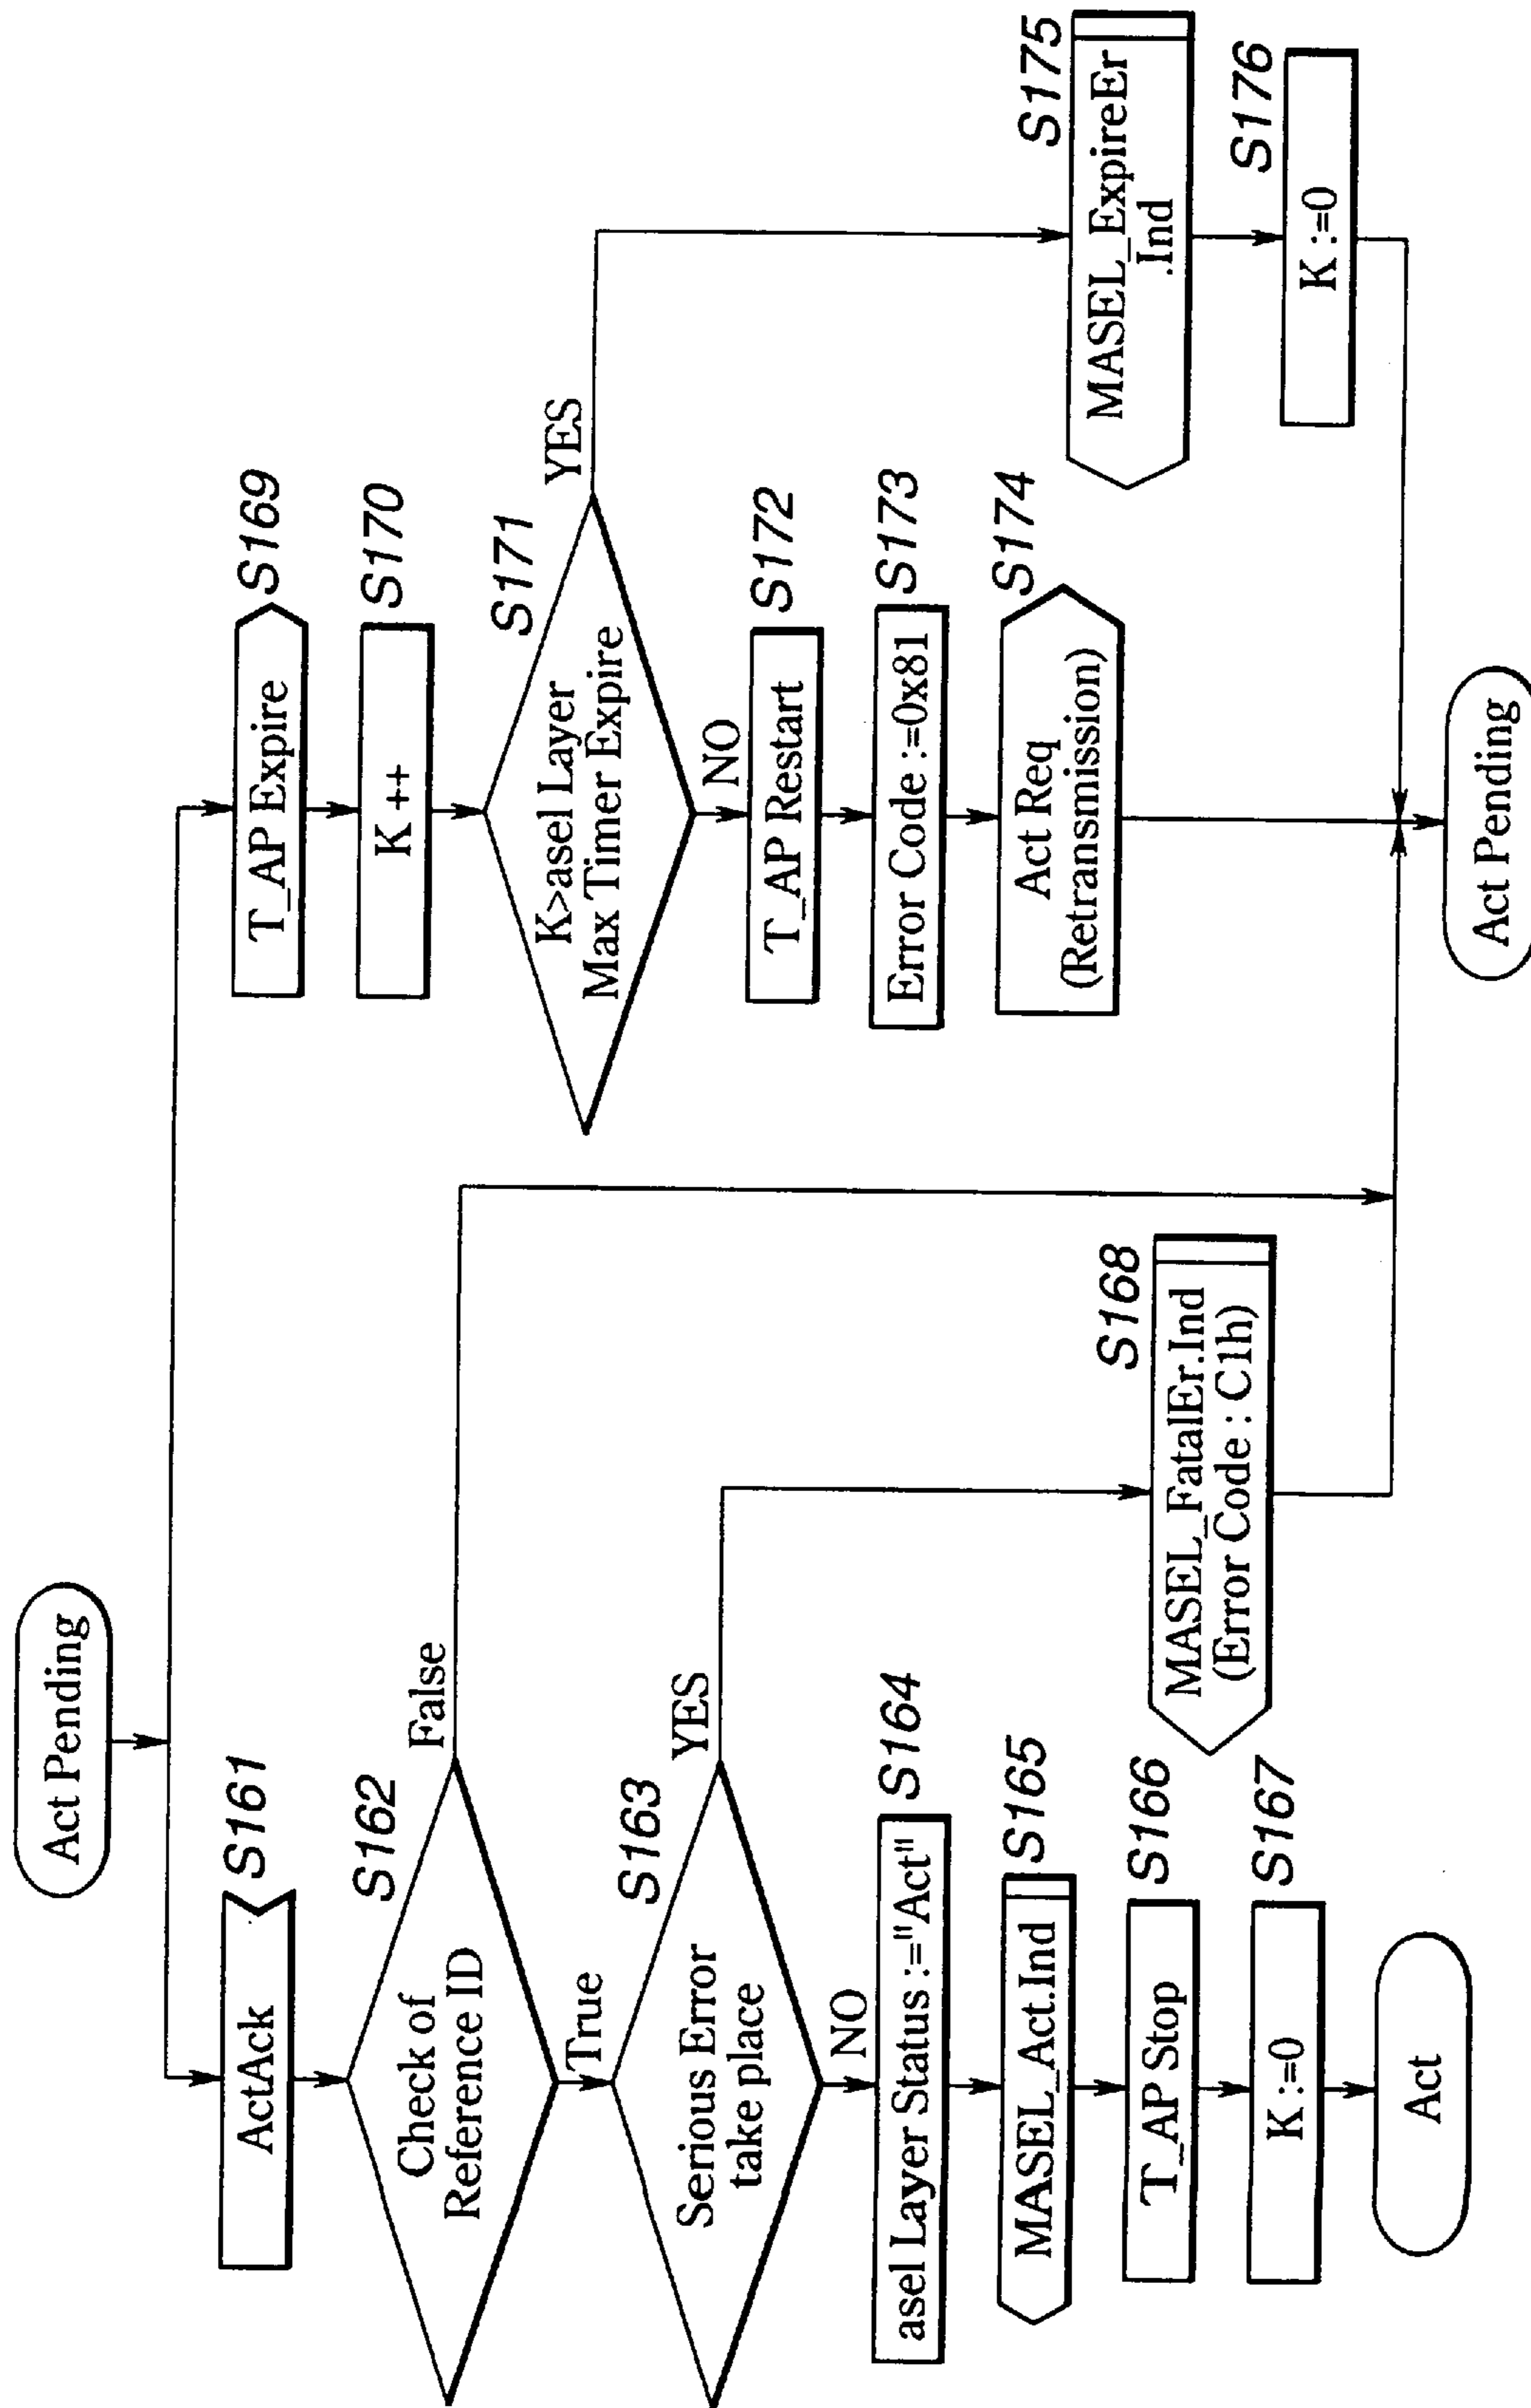 Act Pending
ActAck
S161
Check of
Reference ID
S162
False
True
Serious Error
take place
S163
YES
NO
asel Layer Status :="Act"
S164
MASEL_Act.Ind
S165
T_AP Stop
S166
K :=0
S167
Act
MASEL_FatalEr.Ind
(Error Code : C1h)
S168
T_AP Expire
S169
K ++
S170
K>asel Layer
Max Timer Expire
S171
YES
NO
T_AP Restart
S172
Error Code :=0x81
S173
Act Req
(Retransmission)
S174
MASEL_ExpireEr
.Ind
S175
K :=0
S176
Act Pending